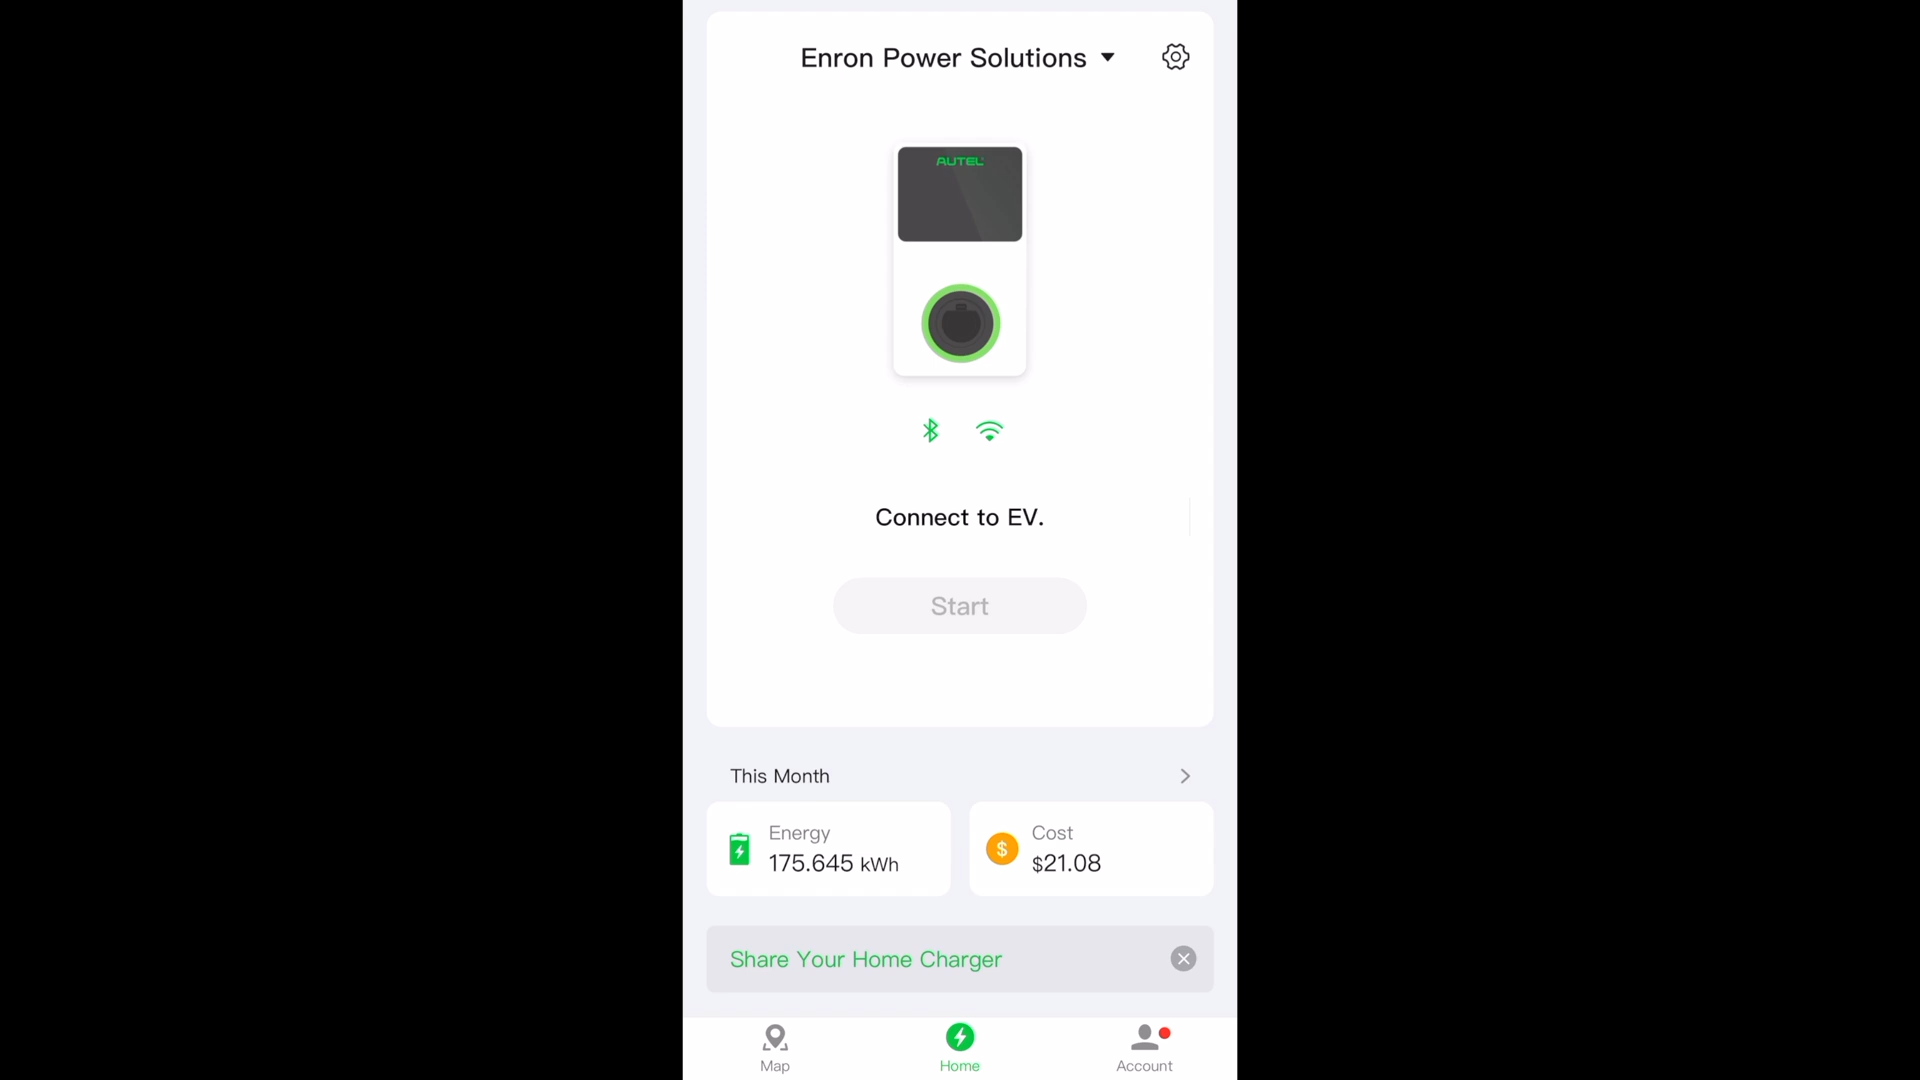 Enron Power Solutions
AUTEL
Connect to EV.
Start
This Month
Energy
175.645 kWh
Cost
$21.08
Share Your Home Charger
Map
Home
Account